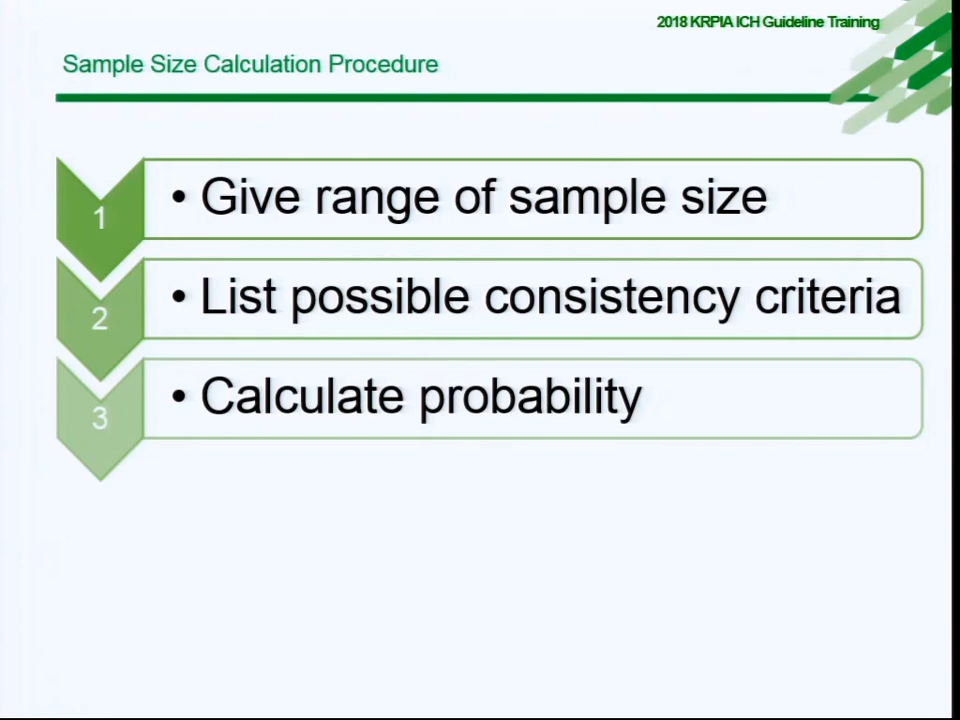 2018 KRPIA ICH Guideline Training
Sample Size Calculation Procedure
1
• Give range of sample size
2
• List possible consistency criteria
3
• Calculate probability